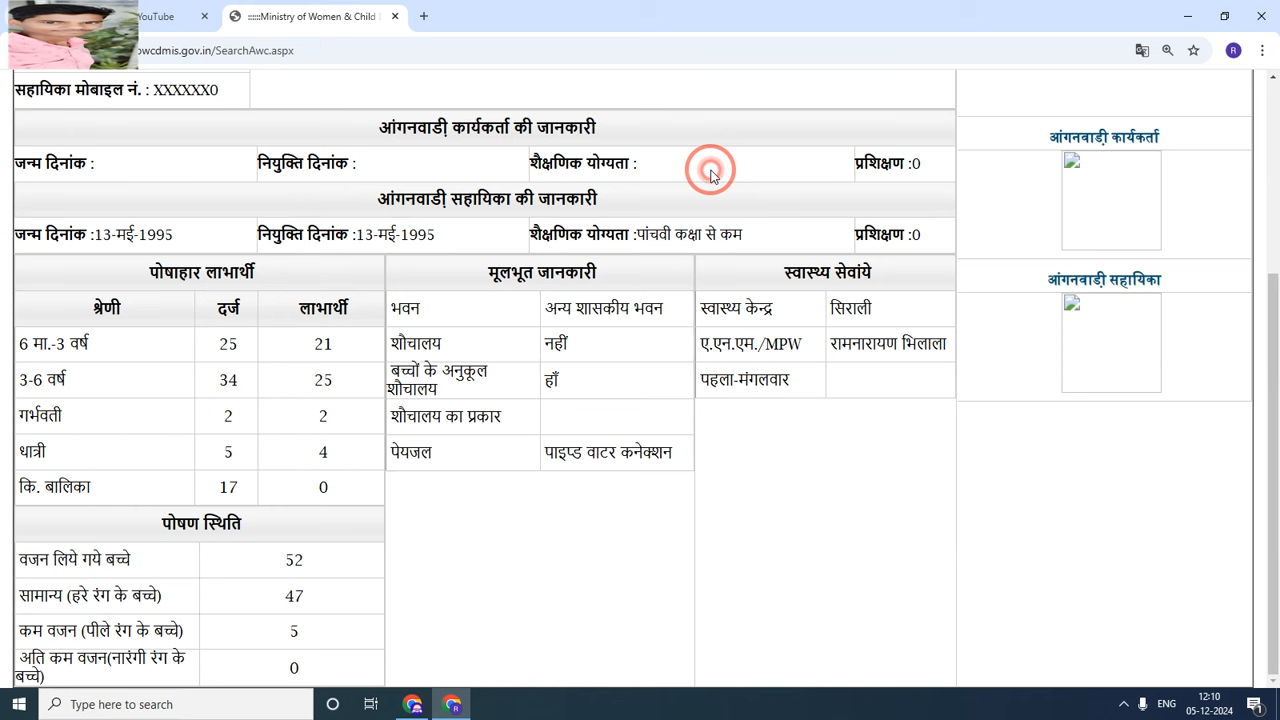 YouTube
::::::Ministry of Women & Child
owcdmis.gov.in/SearchAwc.aspx
R
सहायिका मोबाइल नं. : XXXXXX0
आंगनवाडी़ कार्यकर्ता की जानकारी
जन्म दिनांक : नियुक्ति दिनांक : शैक्षणिक योग्यता : प्रशिक्षण :0
आंगनवाडी़ सहायिका की जानकारी
जन्म दिनांक :13-मई-1995 नियुक्ति दिनांक :13-मई-1995 शैक्षणिक योग्यता :पांचवी कक्षा से कम प्रशिक्षण :0
आंगनवाडी़ कार्यकर्ता
आंगनवाडी़ सहायिका
पोषाहार लाभार्थी
श्रेणी दर्ज लाभार्थी
6 मा.-3 वर्ष 25 21
3-6 वर्ष 34 25
गर्भवती 2 2
धात्री 5 4
कि. बालिका 17 0
पोषण स्थिति
वजन लिये गये बच्चे 52
सामान्य (हरे रंग के बच्चे) 47
कम वजन (पीले रंग के बच्चे) 5
अति कम वजन(नारंगी रंग के
बच्चे) 0
मूलभूत जानकारी
भवन अन्य शासकीय भवन
शौचालय नहीं
बच्चों के अनुकूल
शौचालय हाँ
शौचालय का प्रकार
पेयजल पाइप्ड वाटर कनेक्शन
स्वास्थ्य सेवांये
स्वास्थ्य केन्द्र सिराली
ए.एन.एम./MPW रामनारायण भिलाला
पहला-मंगलवार
Type here to search
12:10
05-12-2024
1